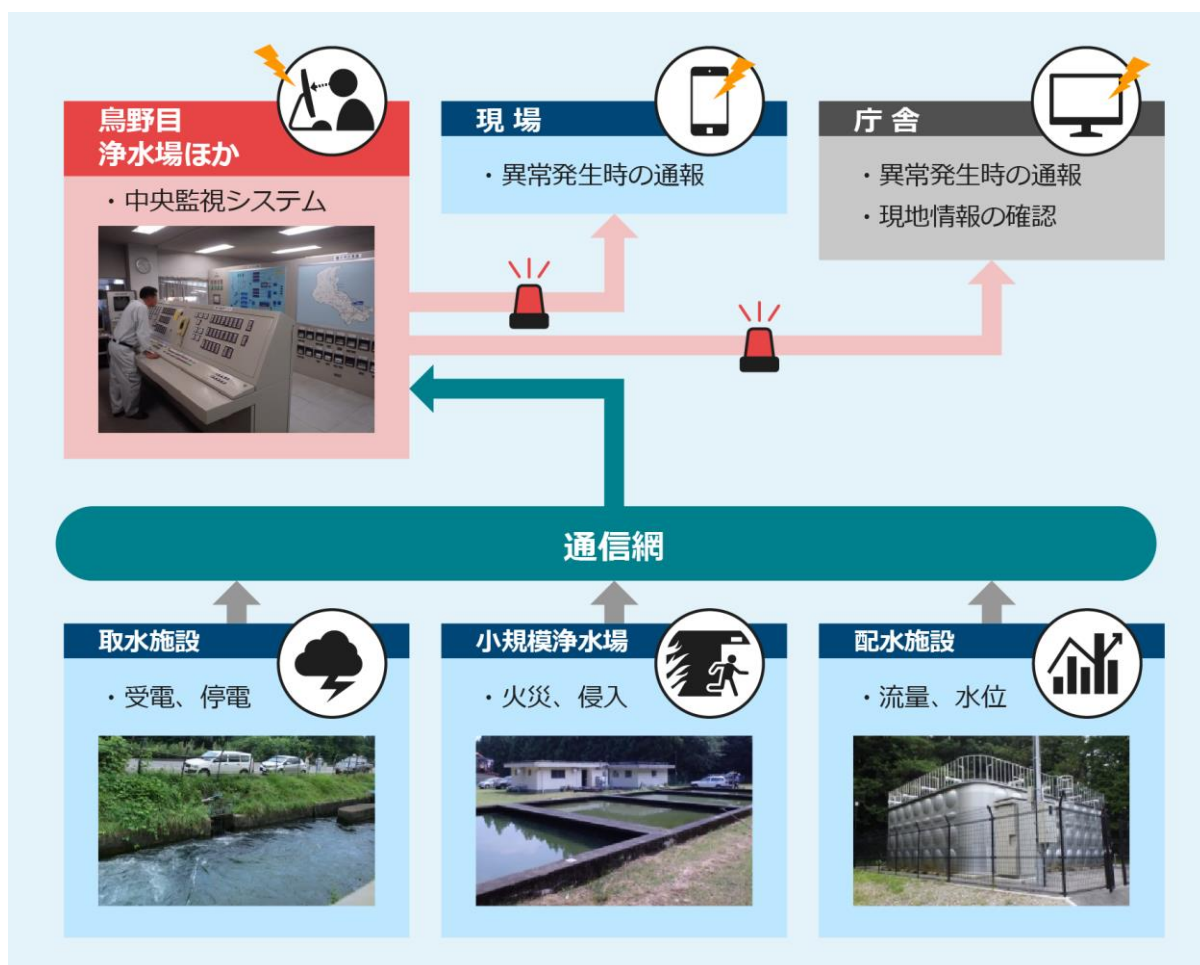 鳥野目
浄水場ほか
・中央監視システム
現場
・異常発生時の通報
庁舎
・異常発生時の通報
・現地情報の確認
通信網
取水施設
・受電、停電
小規模浄水場
・火災、侵入
配水施設
・流量、水位